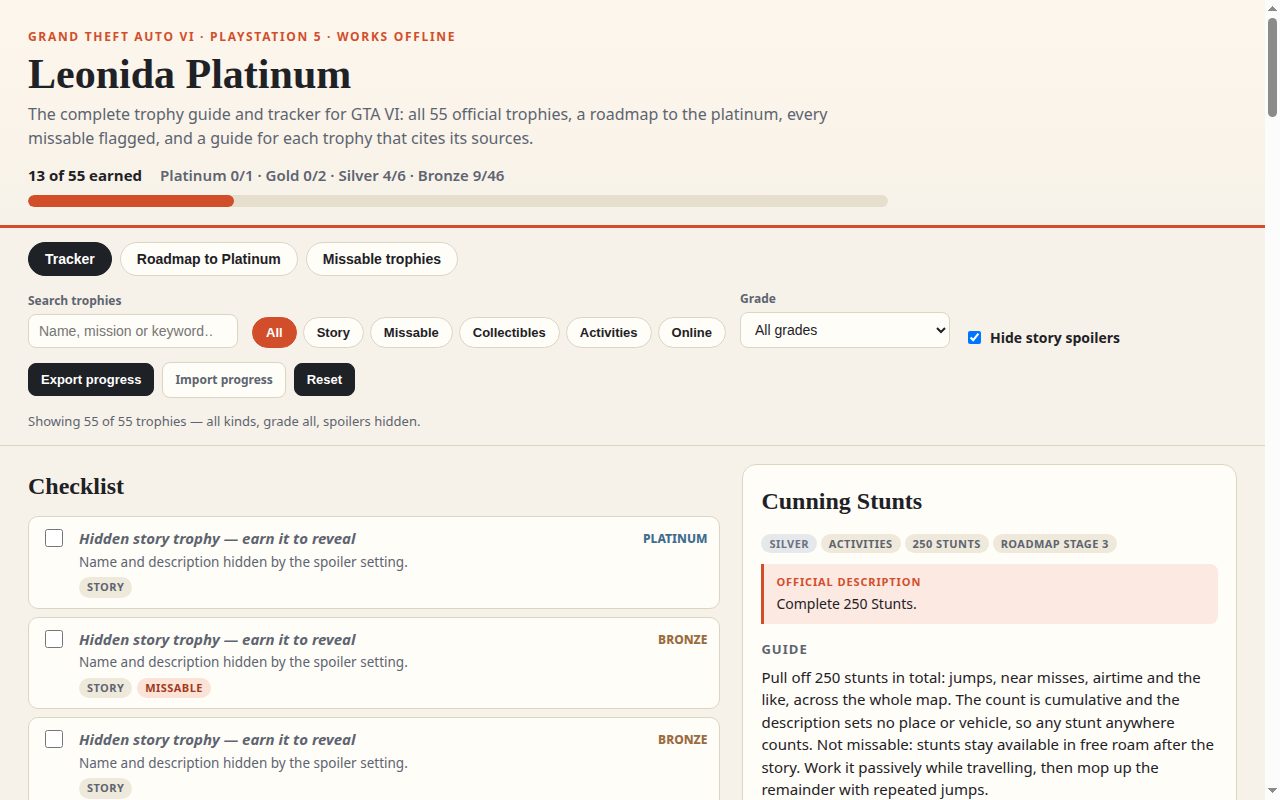 GRAND THEFT AUTO VI · PLAYSTATION 5 · WORKS OFFLINE
Leonida Platinum
The complete trophy guide and tracker for GTA VI: all 55 official trophies, a roadmap to the platinum, every
missable flagged, and a guide for each trophy that cites its sources.
13 of 55 earned Platinum 0/1 · Gold 0/2 · Silver 4/6 · Bronze 9/46
Tracker Roadmap to Platinum Missable trophies
Search trophies
Name, mission or keyword..
All Story Missable Collectibles Activities Online
Grade
All grades
Hide story spoilers
Export progress Import progress Reset
Showing 55 of 55 trophies — all kinds, grade all, spoilers hidden.
Checklist
Hidden story trophy — earn it to reveal PLATINUM
Name and description hidden by the spoiler setting.
STORY
Hidden story trophy — earn it to reveal BRONZE
Name and description hidden by the spoiler setting.
STORY MISSABLE
Hidden story trophy — earn it to reveal BRONZE
Name and description hidden by the spoiler setting.
STORY
Cunning Stunts
SILVER ACTIVITIES 250 STUNTS ROADMAP STAGE 3
OFFICIAL DESCRIPTION
Complete 250 Stunts.
GUIDE
Pull off 250 stunts in total: jumps, near misses, airtime and the
like, across the whole map. The count is cumulative and the
description sets no place or vehicle, so any stunt anywhere
counts. Not missable: stunts stay available in free roam after the
story. Work it passively while travelling, then mop up the
remainder with repeated jumps.